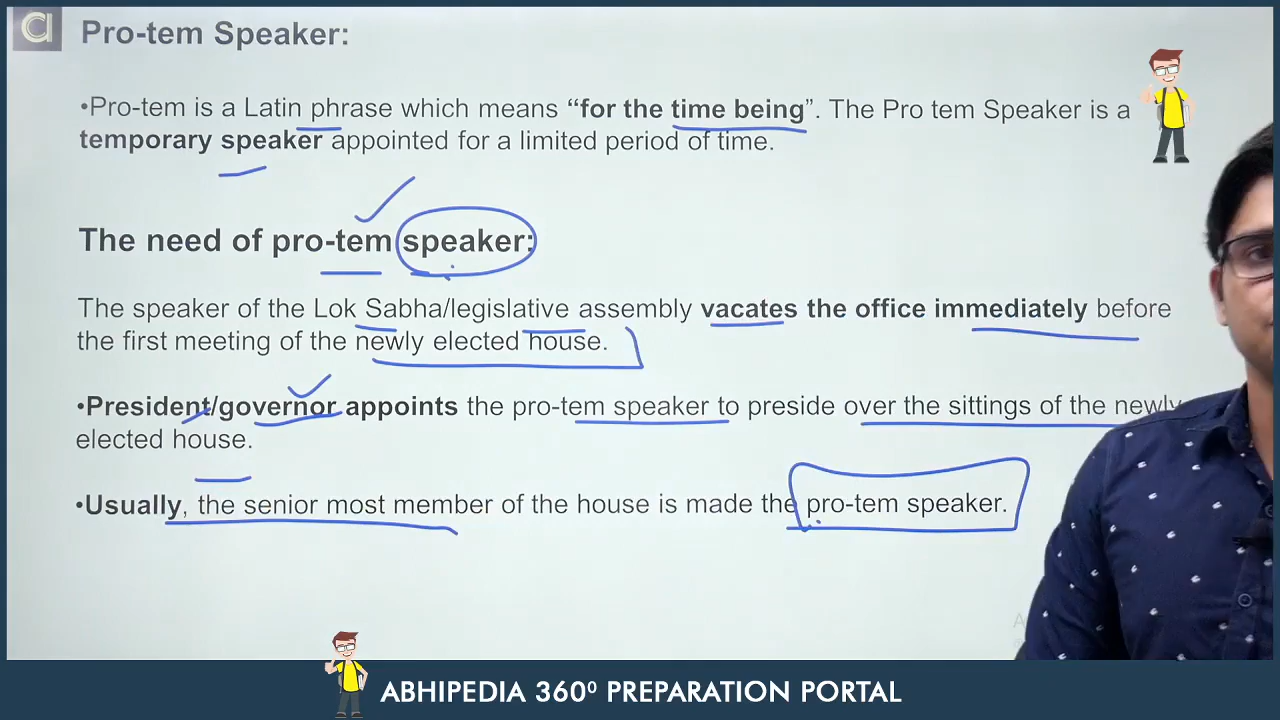 Pro-tem Speaker:
•Pro-tem is a Latin phrase which means “for the time being”. The Pro tem Speaker is a
temporary speaker appointed for a limited period of time.
The need of pro-tem speaker:
The speaker of the Lok Sabha/legislative assembly vacates the office immediately before
the first meeting of the newly elected house.
•President/governor appoints the pro-tem speaker to preside over the sittings of the newly
elected house.
•Usually, the senior most member of the house is made the pro-tem speaker.
ABHIPEDIA 360⁰ PREPARATION PORTAL